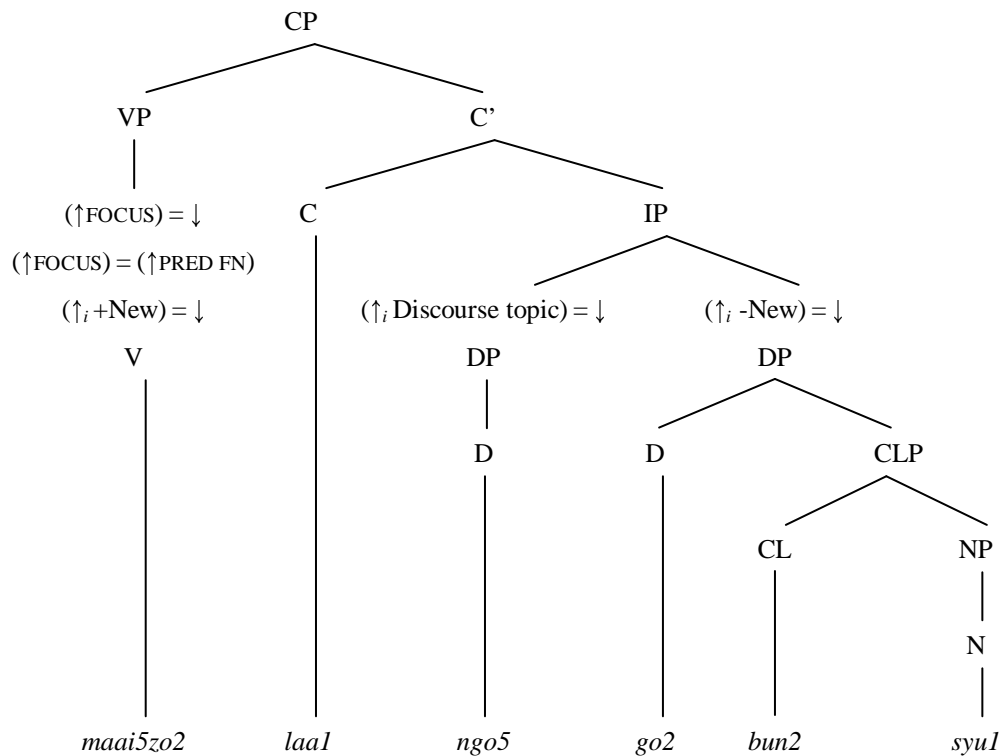 CP
VP C’
(↑FOCUS) = ↓ C IP
(↑FOCUS) = (↑PRED FN)
(↑i +New) = ↓ (↑i Discourse topic) = ↓ (↑i -New) = ↓
V DP DP
D D CLP
CL NP
N
maai5zo2 laa1 ngo5 go2 bun2 syu1